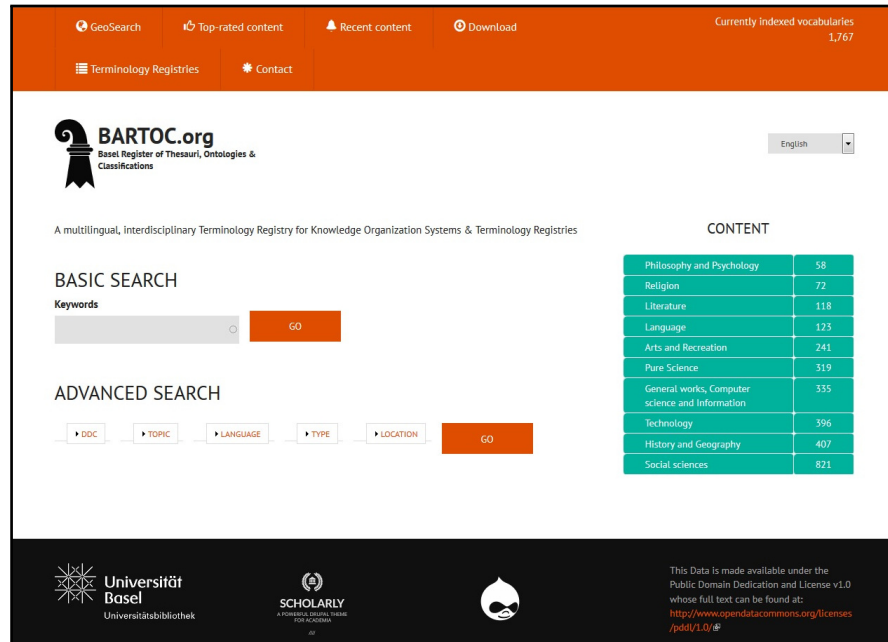 GeoSearch
Top-rated content
Recent content
Download
Currently indexed vocabularies
1,767
Terminology Registries
Contact
BARTOC.org
Basel Register of Thesauri, Ontologies &
Classifications
English
A multilingual, interdisciplinary Terminology Registry for Knowledge Organization Systems & Terminology Registries
BASIC SEARCH
Keywords
GO
ADVANCED SEARCH
DDC
TOPIC
LANGUAGE
TYPE
LOCATION
GO
CONTENT
Philosophy and Psychology 58
Religion 72
Literature 118
Language 123
Arts and Recreation 241
Pure Science 319
General works, Computer 335
science and Information
Technology 396
History and Geography 407
Social sciences 821
Universität
Basel
Universitätsbibliothek
SCHOLARLY
A POWERFUL DRUPAL THEME
FOR ACADEMIA
This Data is made available under the
Public Domain Dedication and License v1.0
whose full text can be found at:
http://www.opendatacommons.org/licenses
/pddl/1.0/